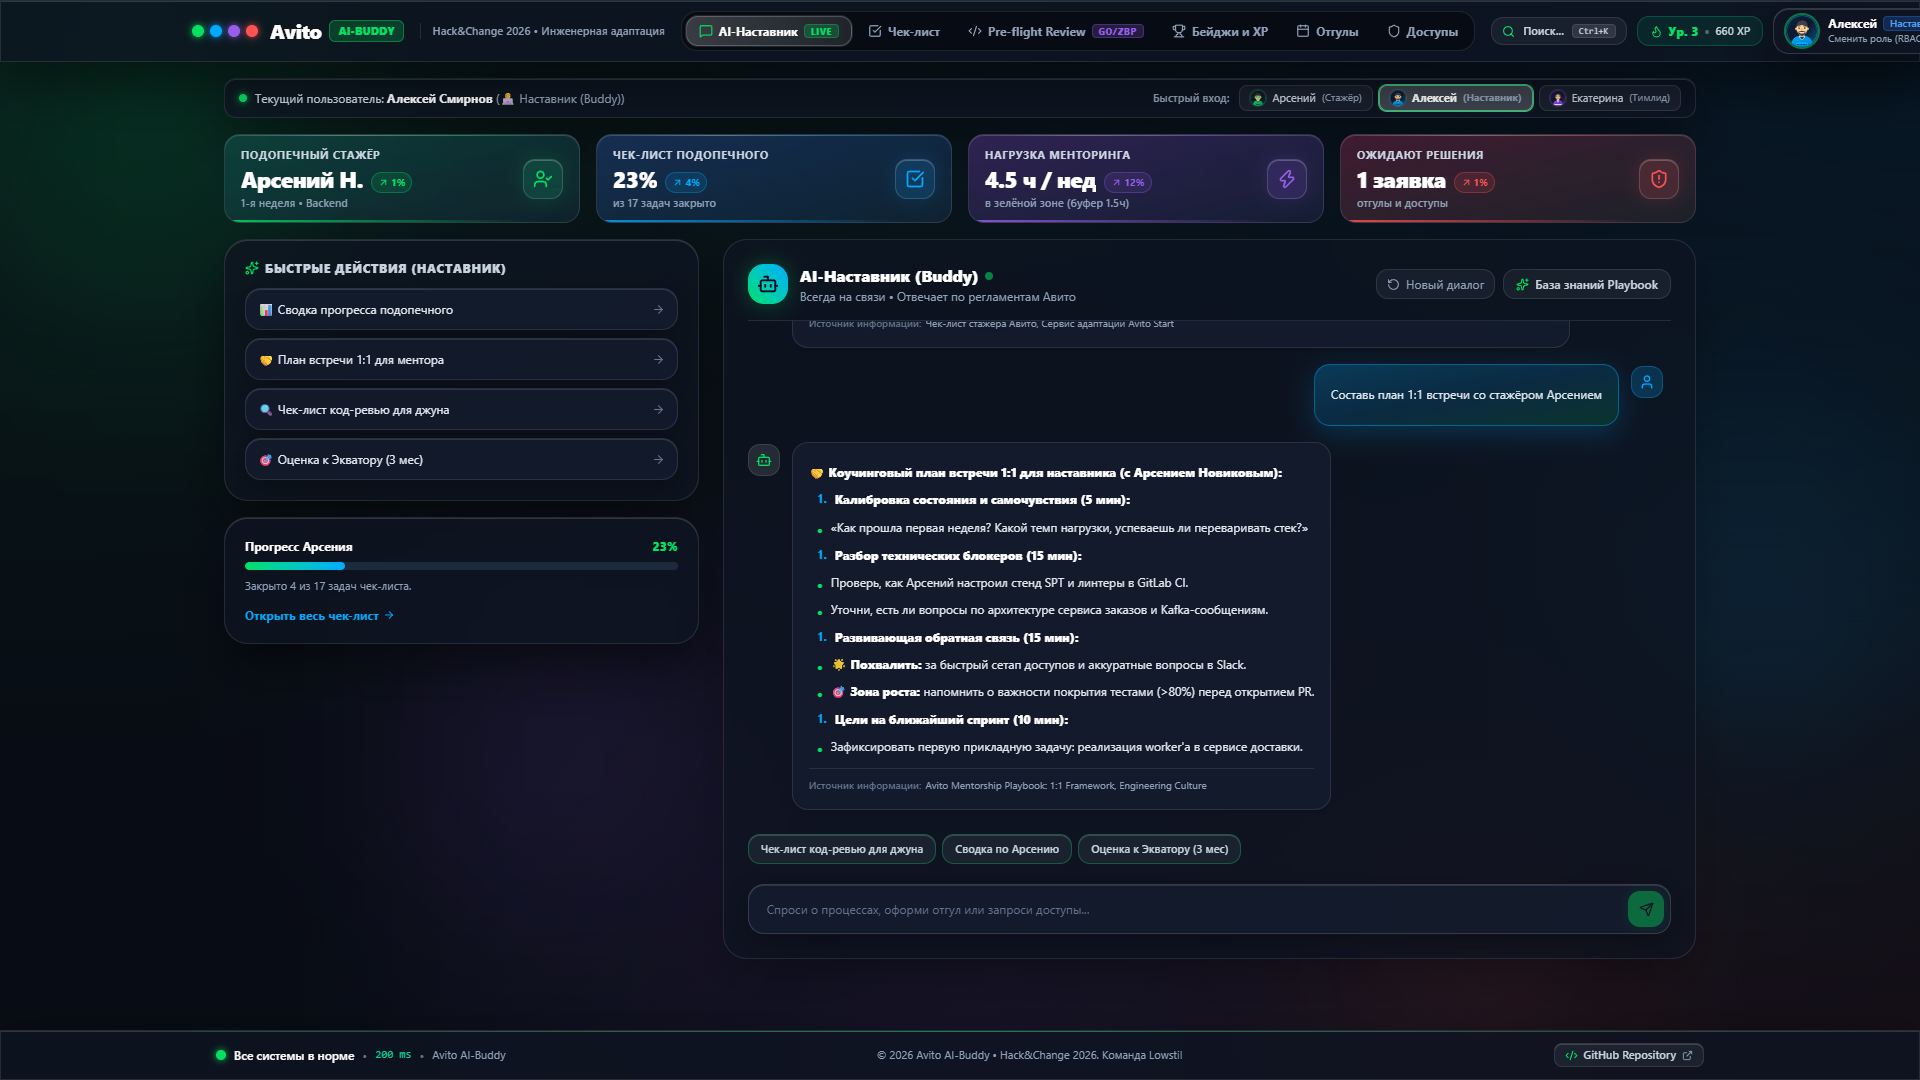 Avito AI-BUDDY
Hack&Change 2026 • Инженерная адаптация
AI-Наставник LIVE
Чек-лист
Pre-flight Review GO/ZBP
Бейджи и XP
Отгулы
Доступы
Поиск... Ctrl+K
Ур. 3 • 660 XP
Алексей
Сменить роль (RBAC
Текущий пользователь: Алексей Смирнов ( Наставник (Buddy))
Быстрый вход:
Арсений (Стажёр)
Алексей (Наставник)
Екатерина (Тимлид)
ПОДОПЕЧНЫЙ СТАЖЁР
Арсений Н. 1%
1-я неделя • Backend
ЧЕК-ЛИСТ ПОДОПЕЧНОГО
23% 4%
из 17 задач закрыто
НАГРУЗКА МЕНТОРИНГА
4.5 ч / нед 12%
в зелёной зоне (буфер 1.5ч)
ОЖИДАЮТ РЕШЕНИЯ
1 заявка 1%
отгулы и доступы
БЫСТРЫЕ ДЕЙСТВИЯ (НАСТАВНИК)
Сводка прогресса подопечного
План встречи 1:1 для ментора
Чек-лист код-ревью для джуна
Оценка к Экватору (3 мес)
Прогресс Арсения 23%
Закрыто 4 из 17 задач чек-листа.
Открыть весь чек-лист
AI-Наставник (Buddy)
Всегда на связи • Отвечает по регламентам Авито
Новый диалог
База знаний Playbook
Источник информации: Чек-лист стажера Авито, Сервис адаптации Avito Start
Составь план 1:1 встречи со стажёром Арсением
Коучинговый план встречи 1:1 для наставника (с Арсением Новиковым):
1. Калибровка состояния и самочувствия (5 мин):
• «Как прошла первая неделя? Какой темп нагрузки, успеваешь ли переваривать стек?»
1. Разбор технических блокеров (15 мин):
• Проверь, как Арсений настроил стенд SPT и линтеры в GitLab CI.
• Уточни, есть ли вопросы по архитектуре сервиса заказов и Kafka-сообщениям.
1. Развивающая обратная связь (15 мин):
• Похвалить: за быстрый сетап доступов и аккуратные вопросы в Slack.
• Зона роста: напомнить о важности покрытия тестами (>80%) перед открытием PR.
1. Цели на ближайший спринт (10 мин):
• Зафиксировать первую прикладную задачу: реализация worker'а в сервисе доставки.
Источник информации: Avito Mentorship Playbook: 1:1 Framework, Engineering Culture
Чек-лист код-ревью для джуна
Сводка по Арсению
Оценка к Экватору (3 мес)
Спроси о процессах, оформи отгул или запроси доступы...
Все системы в норме • 200 ms • Avito AI-Buddy
© 2026 Avito AI-Buddy • Hack&Change 2026. Команда Lowstil
GitHub Repository